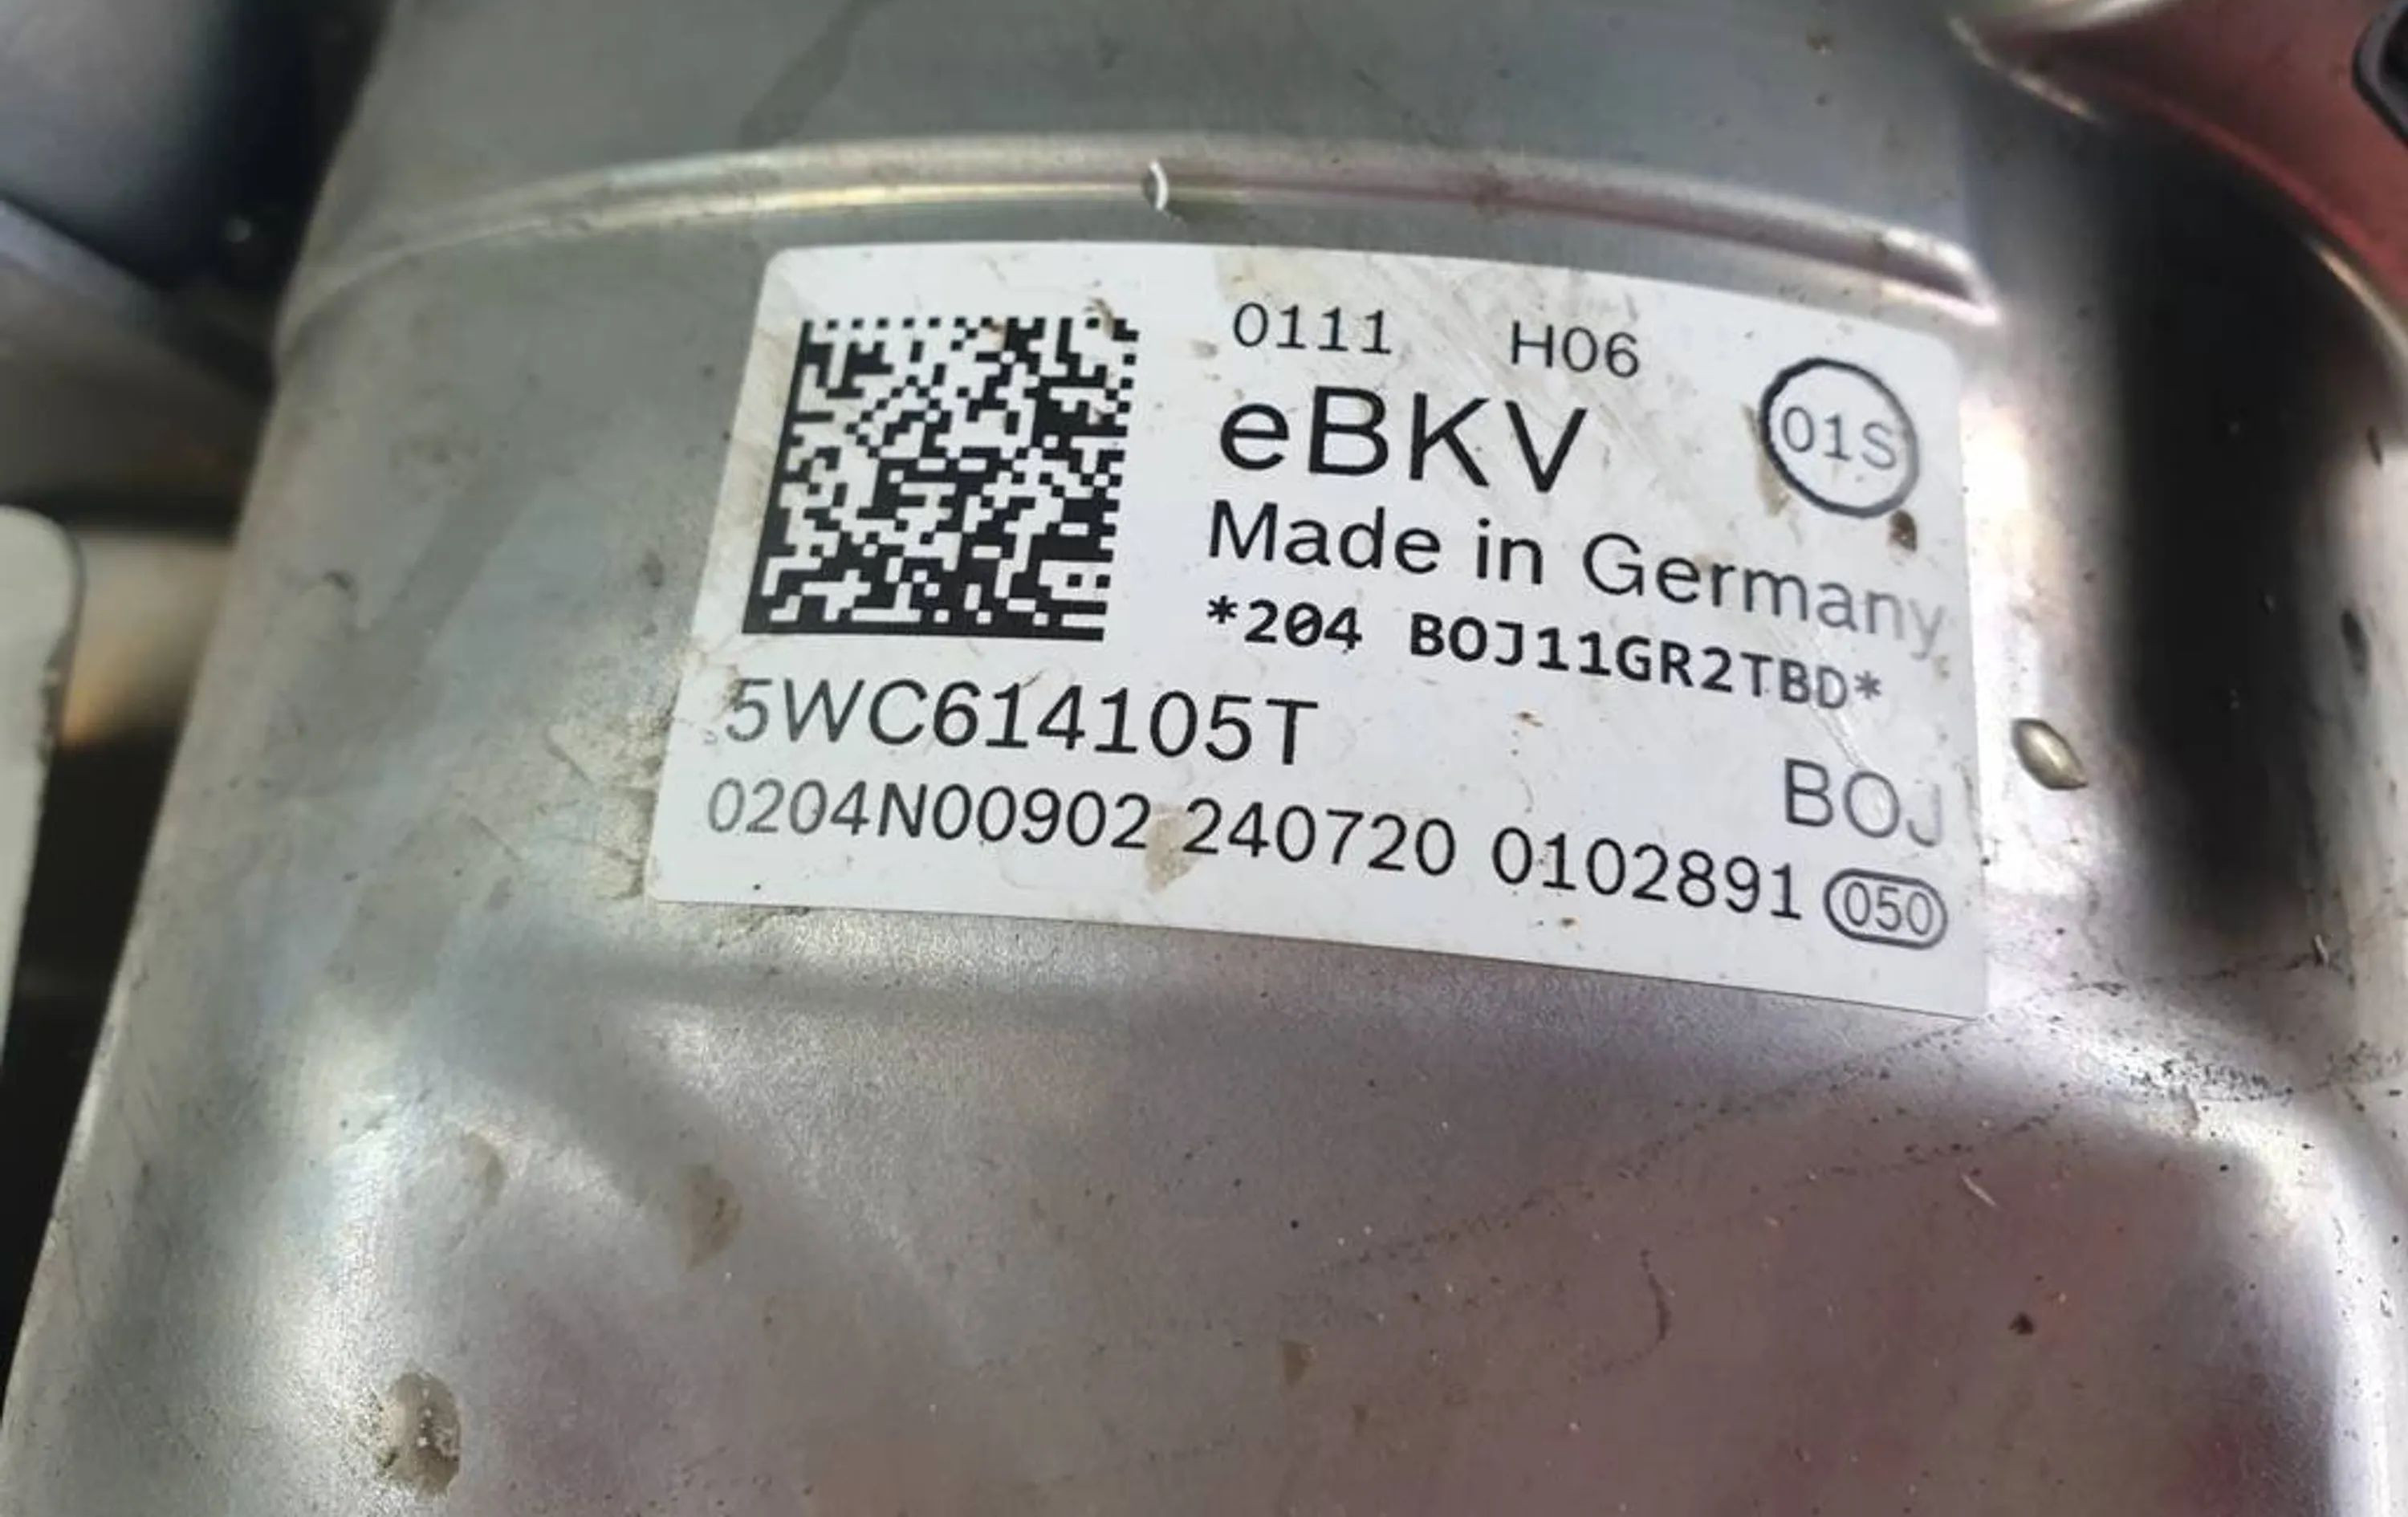 0111 H06
01S
eBKV
Made in Germany
*204 BOJ11GR2TBD*
5WC614105T
BOJ
0204N00902 240720 0102891 050